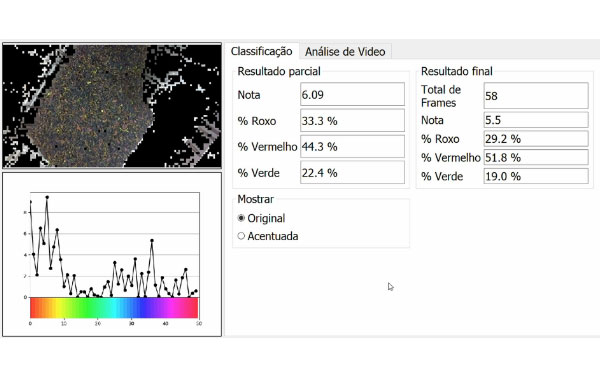 Classificação
Análise de Video
Resultado parcial
Nota 6.09
% Roxo 33.3 %
% Vermelho 44.3 %
% Verde 22.4 %
Resultado final
Total de
Frames 58
Nota 5.5
% Roxo 29.2 %
% Vermelho 51.8 %
% Verde 19.0 %
Mostrar
Original
Acentuada
8
6
4
2
0
0 10 20 30 40 50